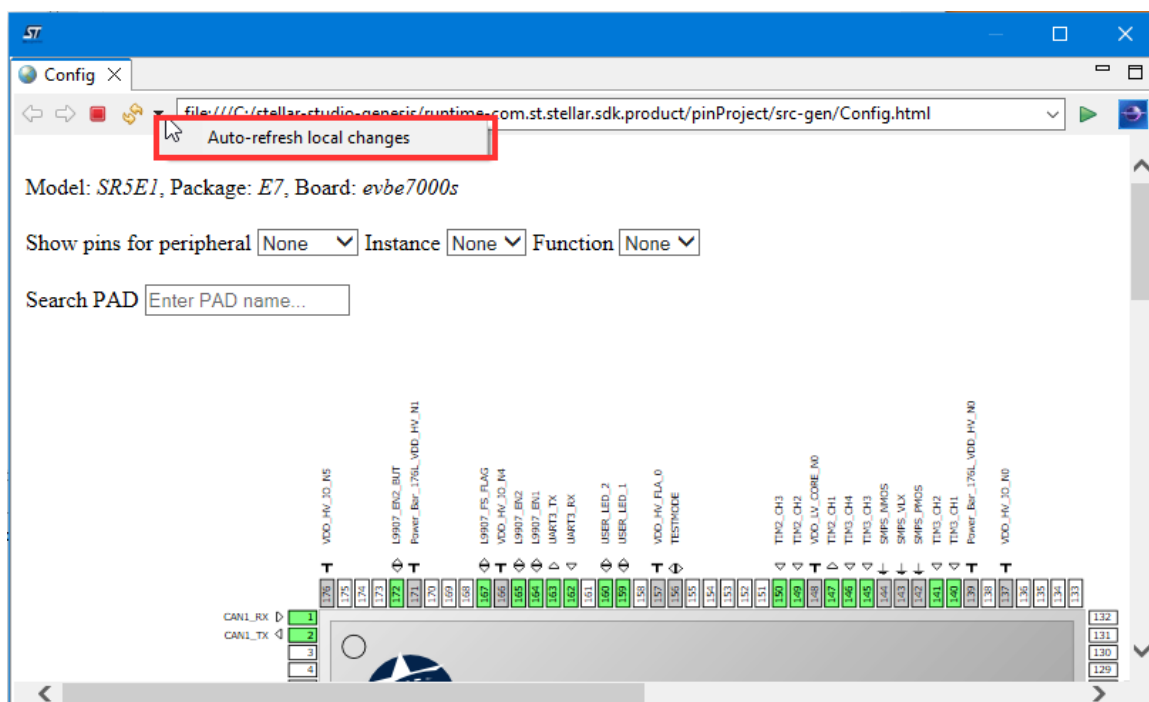 ST
Config
file:///C:/stellar-studio-genesis/runtime-com.st.stellar.sdk.product/pinProject/src-gen/Config.html
Auto-refresh local changes
Model: SR5E1, Package: E7, Board: evbe7000s
Show pins for peripheral None Instance None Function None
Search PAD Enter PAD name...
VDD_HV_IO_N5
L9907_EN2_BUT
Power_Bar_176L_VDD_HV_N1
L9907_FS_FLAG
VDD_HV_IO_N4
L9907_EN2
L9907_EN1
UART3_TX
UART3_RX
USER_LED_2
USER_LED_1
VDD_HV_FLA_0
TESTMODE
TIM2_CH3
TIM2_CH2
VDD_LV_CORE_N0
TIM2_CH1
TIM3_CH4
TIM3_CH3
SMPS_NMOS
SMPS_VLX
SMPS_PMOS
TIM3_CH2
TIM3_CH1
Power_Bar_176L_VDD_HV_N0
VDD_HV_IO_N0
176 175 174 173 172 171 170 169 168 167 166 165 164 163 162 161 160 159 158 157 156 155 154 153 152 151 150 149 148 147 146 145 144 143 142 141 140 139 138 137 136 135 134 133
CAN1_RX 1 132
CAN1_TX 2 131
3 130
4 129